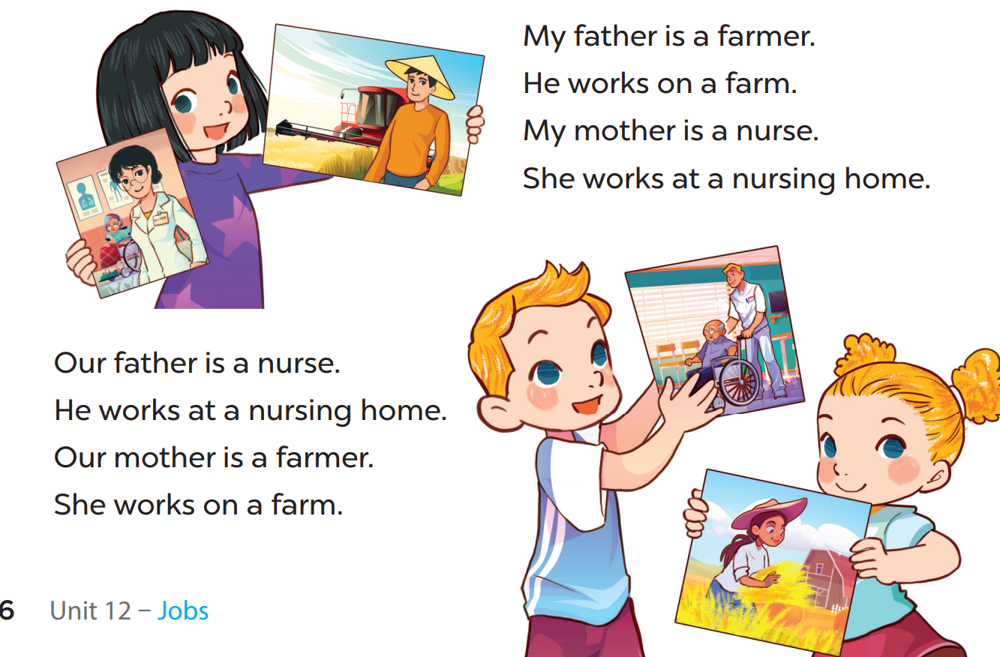 My father is a farmer.
He works on a farm.
My mother is a nurse.
She works at a nursing home.
Our father is a nurse.
He works at a nursing home.
Our mother is a farmer.
She works on a farm.
6 Unit 12 – Jobs